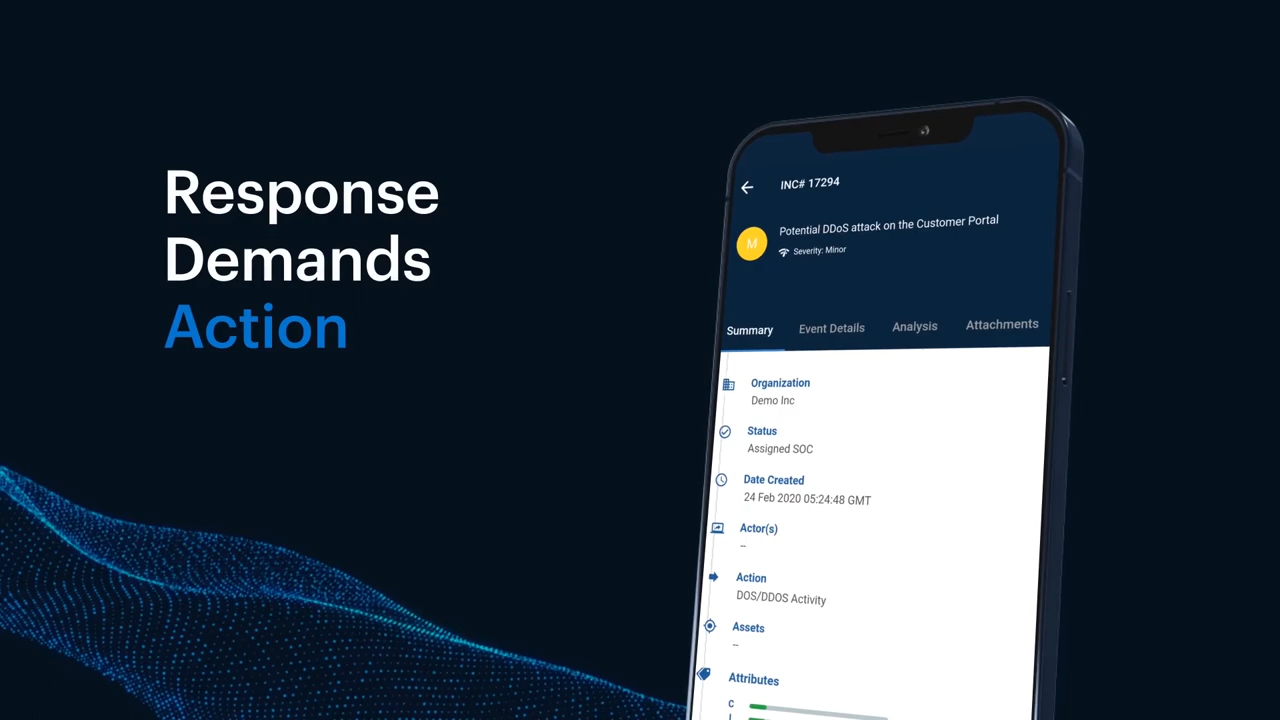 Response
Demands
Action
INC# 17294
M
Potential DDoS attack on the Customer Portal
Severity: Minor
Summary
Event Details
Analysis
Attachments
Organization
Demo Inc
Status
Assigned SOC
Date Created
24 Feb 2020 05:24:48 GMT
Actor(s)
--
Action
DOS/DDOS Activity
Assets
--
Attributes
C
I